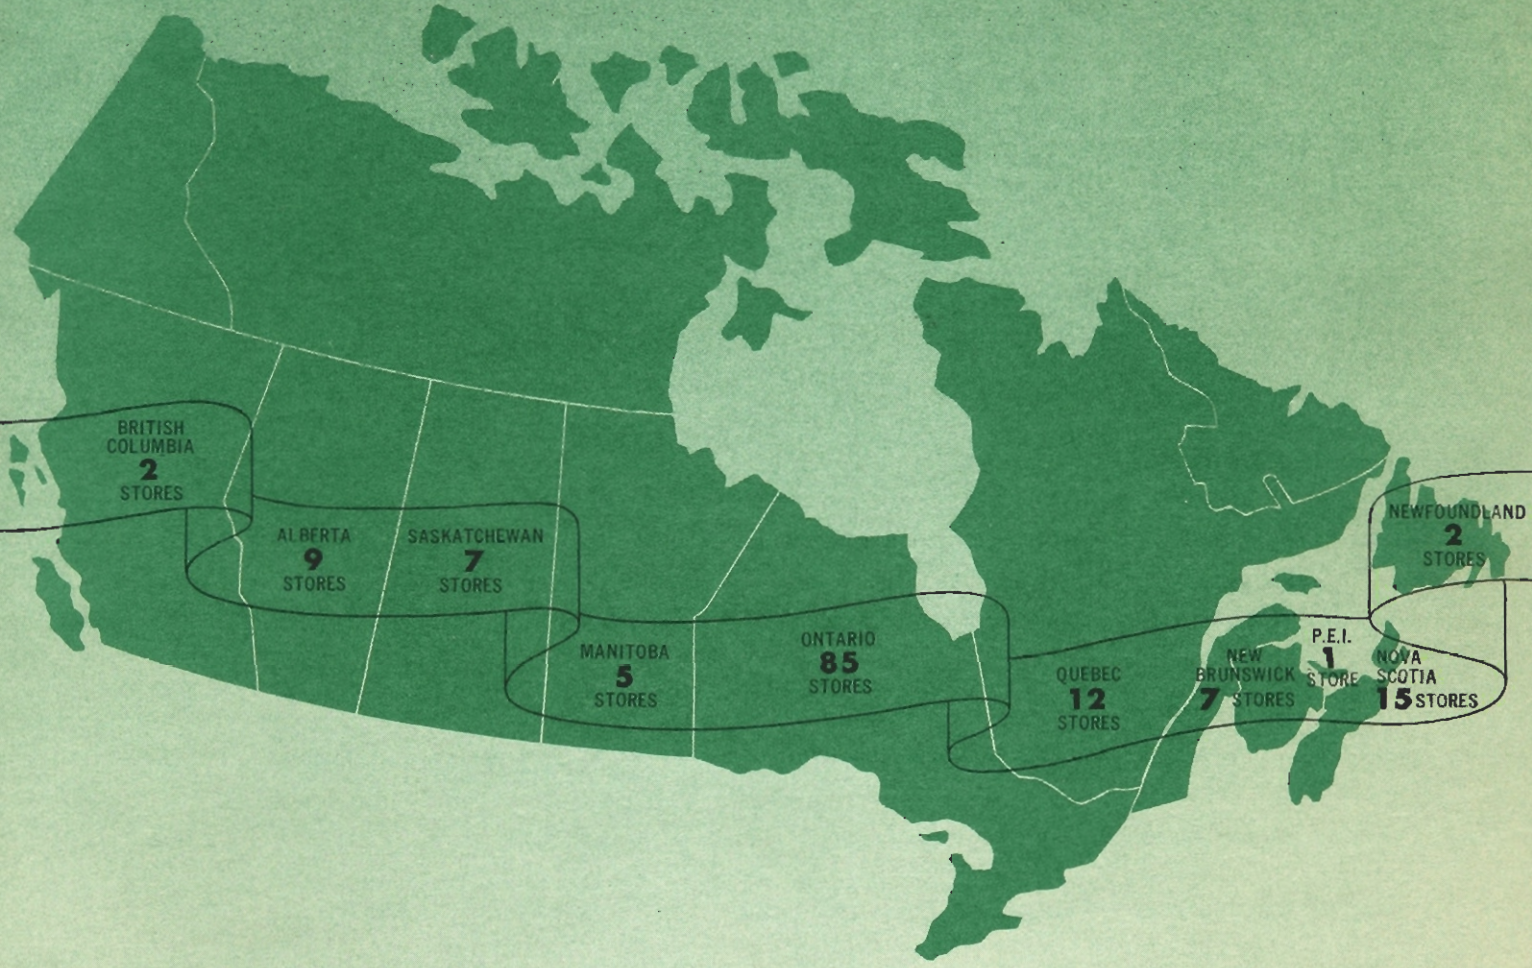 BRITISH
COLUMBIA
2
STORES
ALBERTA
9
STORES
SASKATCHEWAN
7
STORES
MANITOBA
5
STORES
ONTARIO
85
STORES
QUEBEC
12
STORES
NEW
BRUNSWICK
7 STORES
P.E.I.
1
STORE
NOVA
SCOTIA
15 STORES
NEWFOUNDLAND
2
STORES